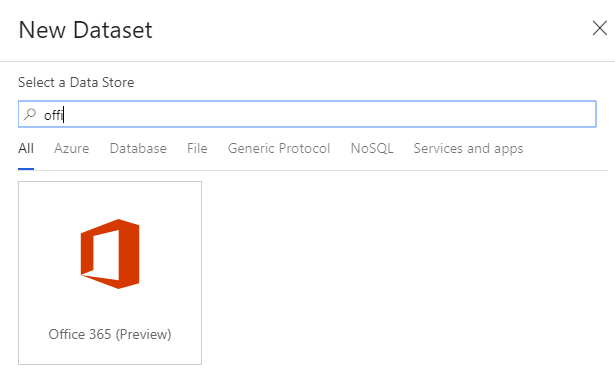 New Dataset
Select a Data Store
offi
All Azure Database File Generic Protocol NoSQL Services and apps
Office 365 (Preview)